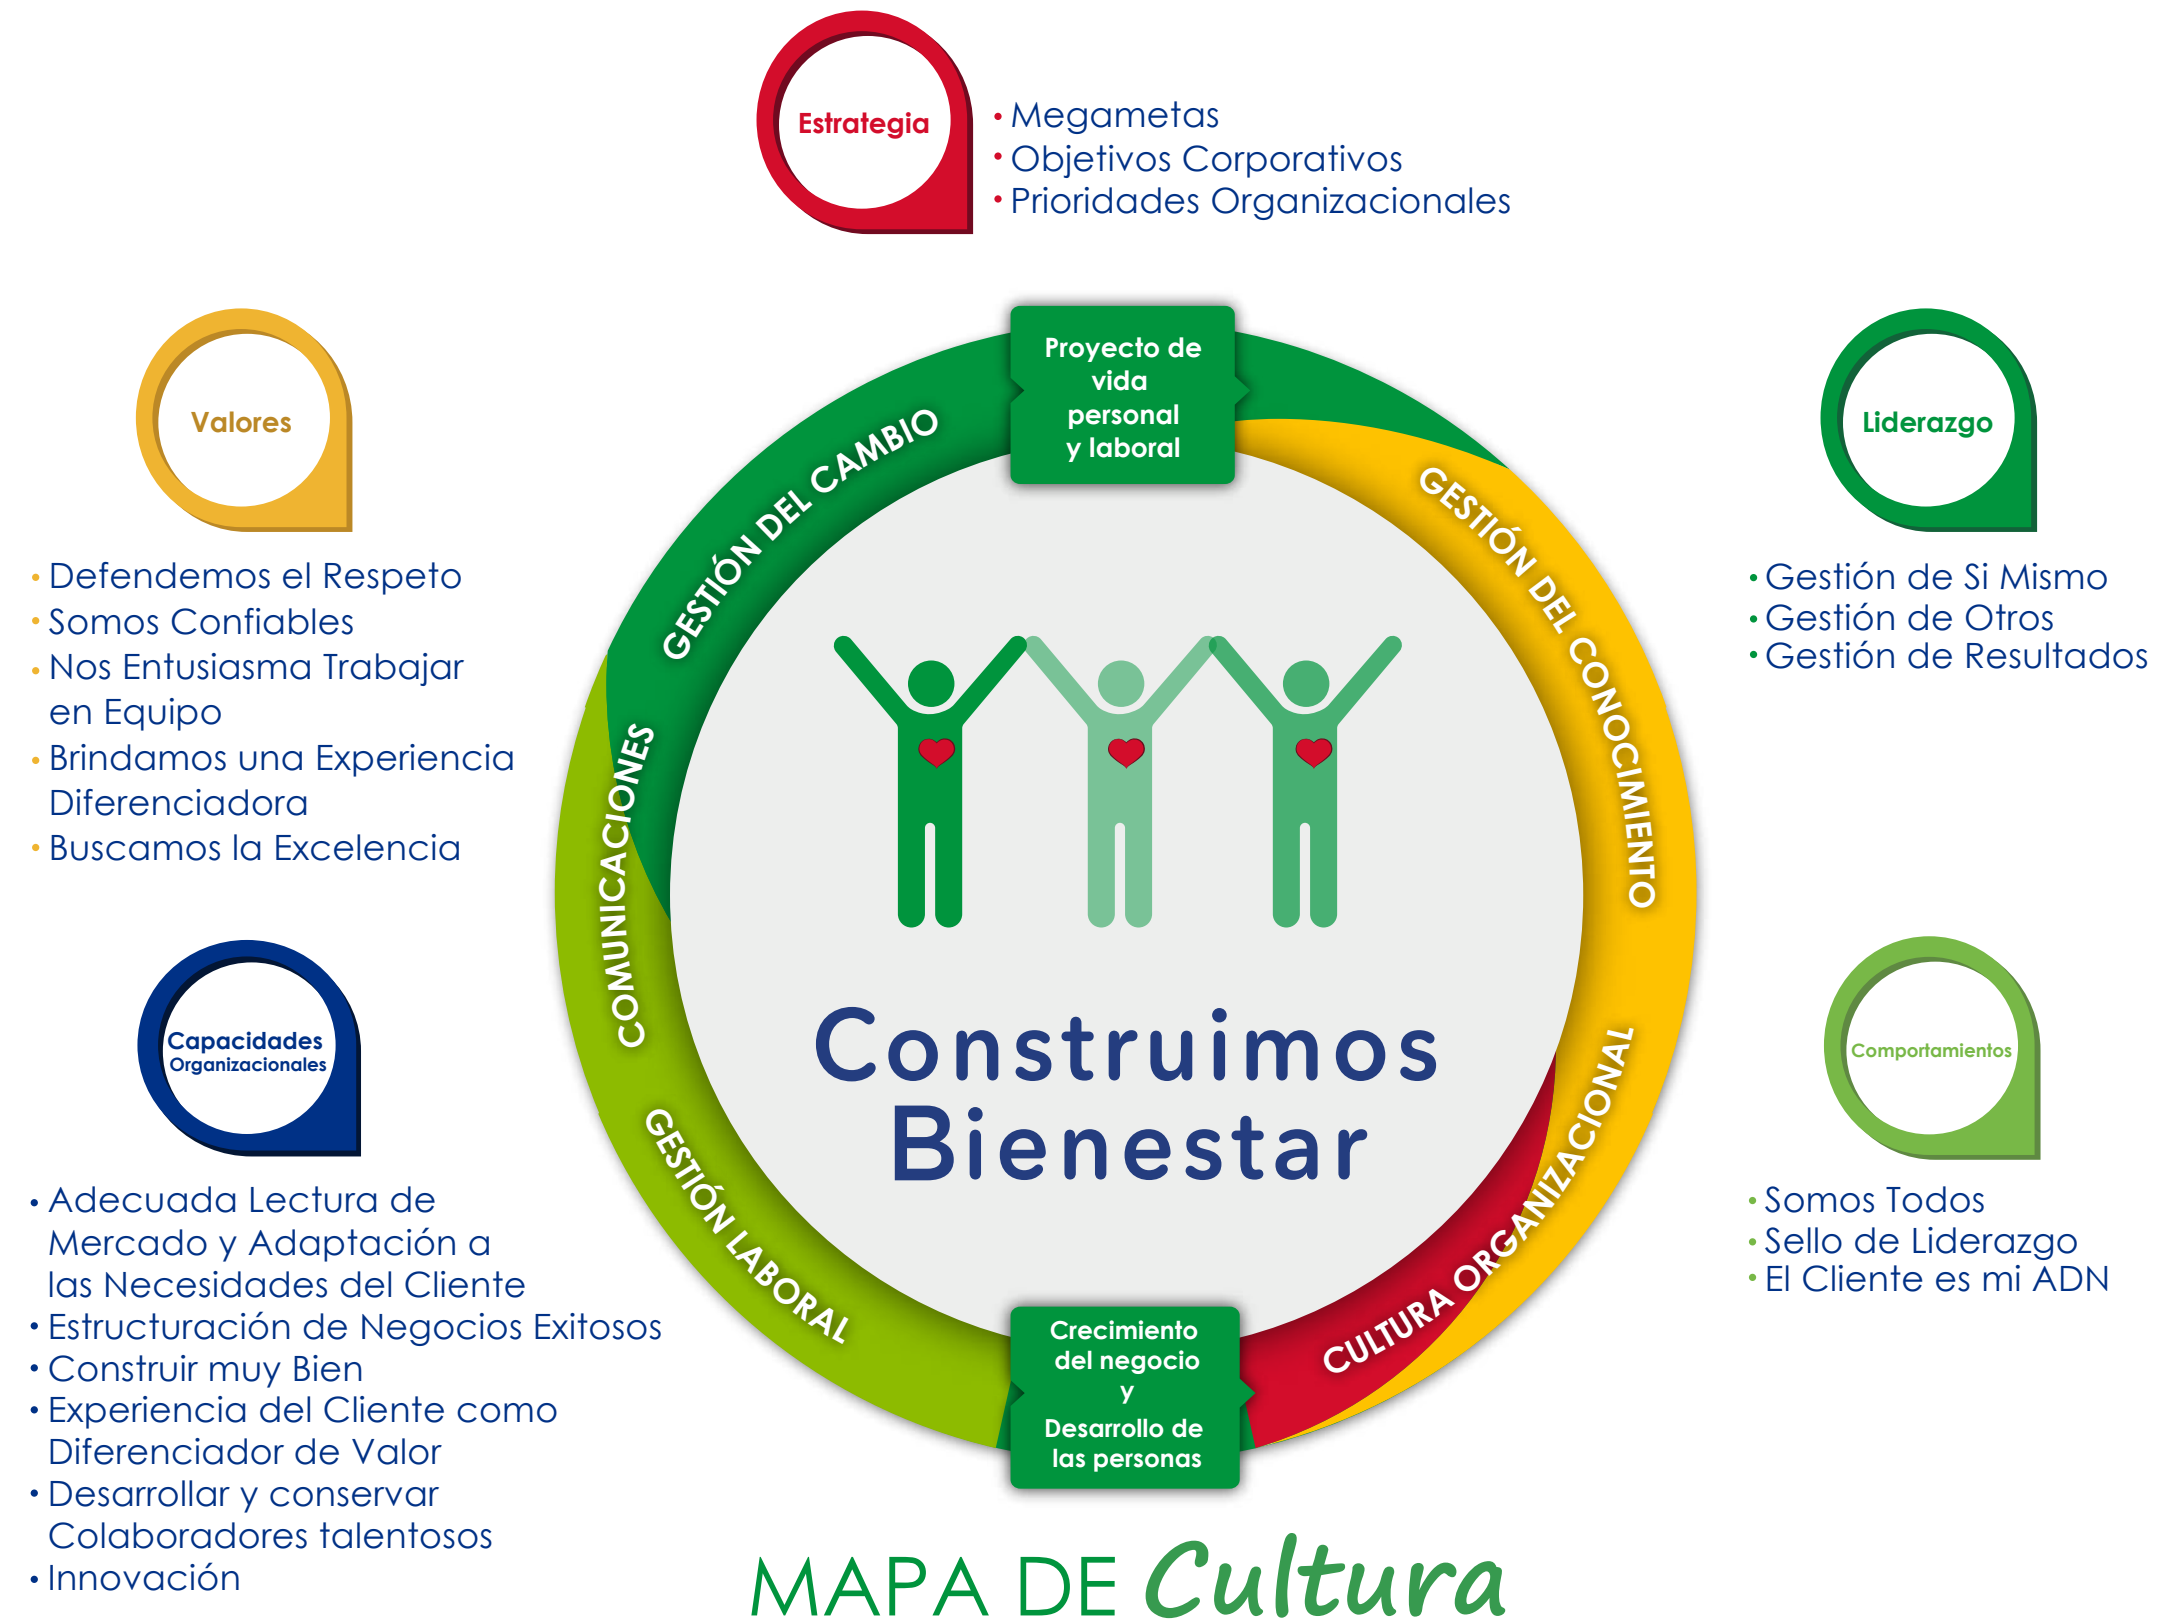 Estrategia
• Megametas
• Objetivos Corporativos
• Prioridades Organizacionales
Valores
• Defendemos el Respeto
• Somos Confiables
• Nos Entusiasma Trabajar
en Equipo
• Brindamos una Experiencia
Diferenciadora
• Buscamos la Excelencia
Liderazgo
• Gestión de Si Mismo
• Gestión de Otros
• Gestión de Resultados
Proyecto de
vida
personal
y laboral
GESTIÓN DEL CAMBIO
GESTIÓN DEL CONOCIMIENTO
COMUNICACIONES
CULTURA ORGANIZACIONAL
GESTIÓN LABORAL
Construimos
Bienestar
Crecimiento
del negocio
y
Desarrollo de
las personas
Capacidades
Organizacionales
• Adecuada Lectura de
Mercado y Adaptación a
las Necesidades del Cliente
• Estructuración de Negocios Exitosos
• Construir muy Bien
• Experiencia del Cliente como
Diferenciador de Valor
• Desarrollar y conservar
Colaboradores talentosos
• Innovación
Comportamientos
• Somos Todos
• Sello de Liderazgo
• El Cliente es mi ADN
MAPA DE Cultura